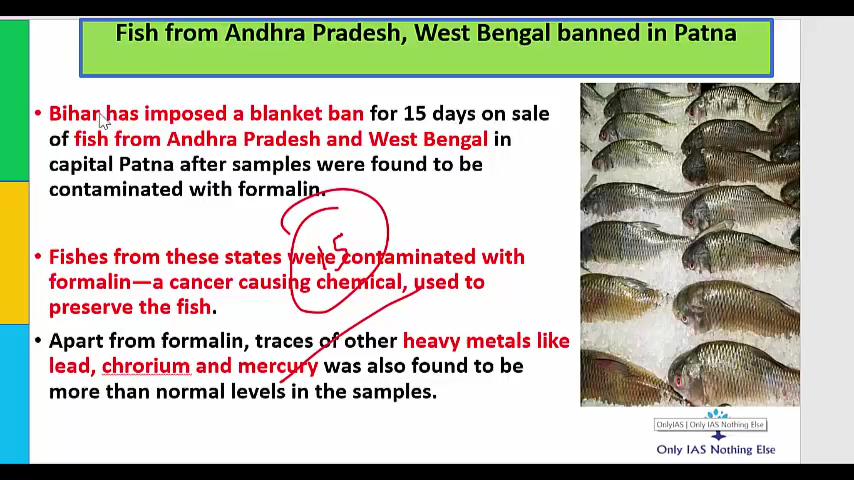 Fish from Andhra Pradesh, West Bengal banned in Patna
• Bihar has imposed a blanket ban for 15 days on sale
of fish from Andhra Pradesh and West Bengal in
capital Patna after samples were found to be
contaminated with formalin.
15
• Fishes from these states were contaminated with
formalin—a cancer causing chemical, used to
preserve the fish.
• Apart from formalin, traces of other heavy metals like
lead, chrorium and mercury was also found to be
more than normal levels in the samples.
OnlyIAS | Only IAS Nothing Else
Only IAS Nothing Else